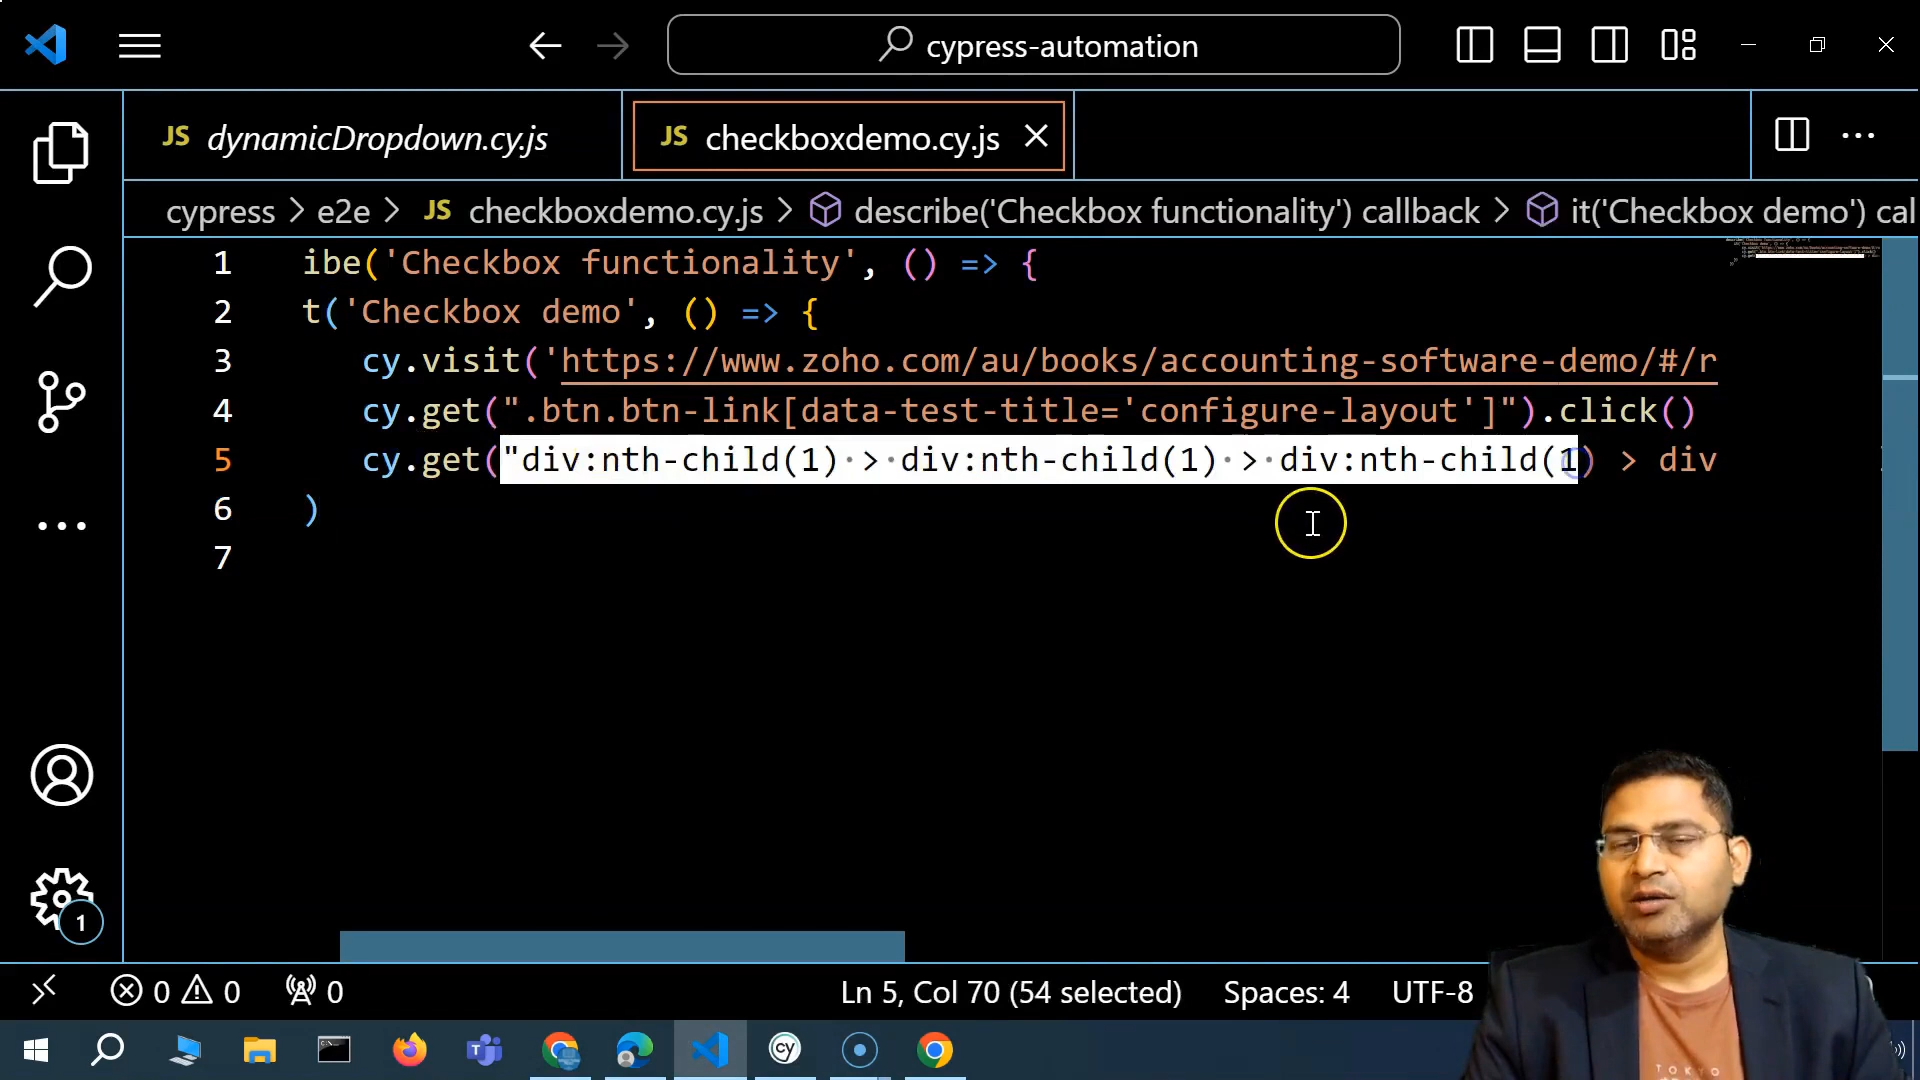 cypress-automation
JS dynamicDropdown.cy.js
JS checkboxdemo.cy.js
cypress > e2e > JS checkboxdemo.cy.js > describe('Checkbox functionality') callback > it('Checkbox demo') cal
1 ibe('Checkbox functionality', () => {
2 t('Checkbox demo', () => {
3 cy.visit('https://www.zoho.com/au/books/accounting-software-demo/#/r
4 cy.get(".btn.btn-link[data-test-title='configure-layout']").click()
5 cy.get("div:nth-child(1) > div:nth-child(1) > div:nth-child(1) > div
6 )
7
1
0 0 0 Ln 5, Col 70 (54 selected) Spaces: 4 UTF-8
cy
TOKYO